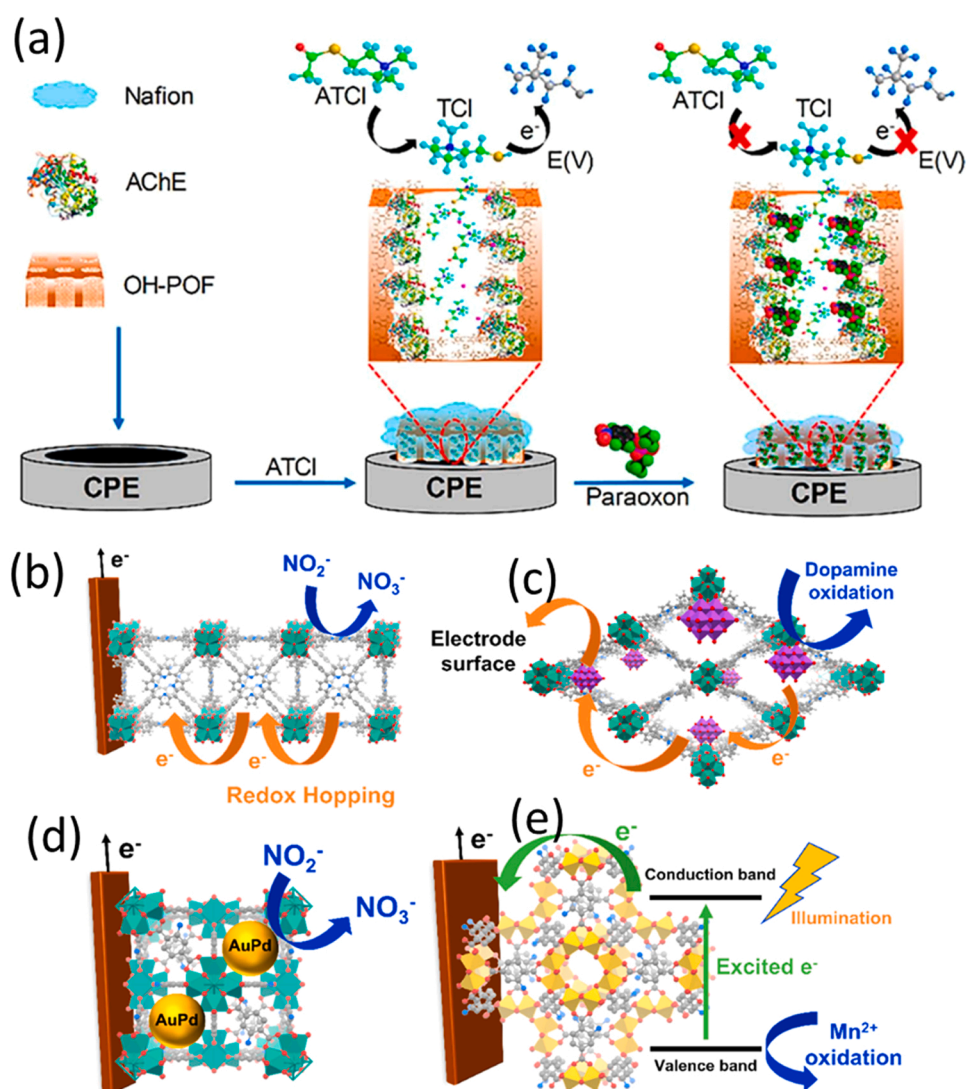 (a)
Nafion
AChE
OH-POF
ATCl
TCl
e-
E(V)
ATCl
TCl
e-
E(V)
CPE
ATCl
CPE
Paraoxon
CPE
(b)
e-
NO₂⁻
NO₃⁻
e-
e-
Redox Hopping
(c)
Dopamine
oxidation
Electrode
surface
e-
e-
(d)
e-
NO₂⁻
NO₃⁻
AuPd
AuPd
(e)
e-
e-
Conduction band
Illumination
Excited e-
Valence band
Mn²⁺
oxidation